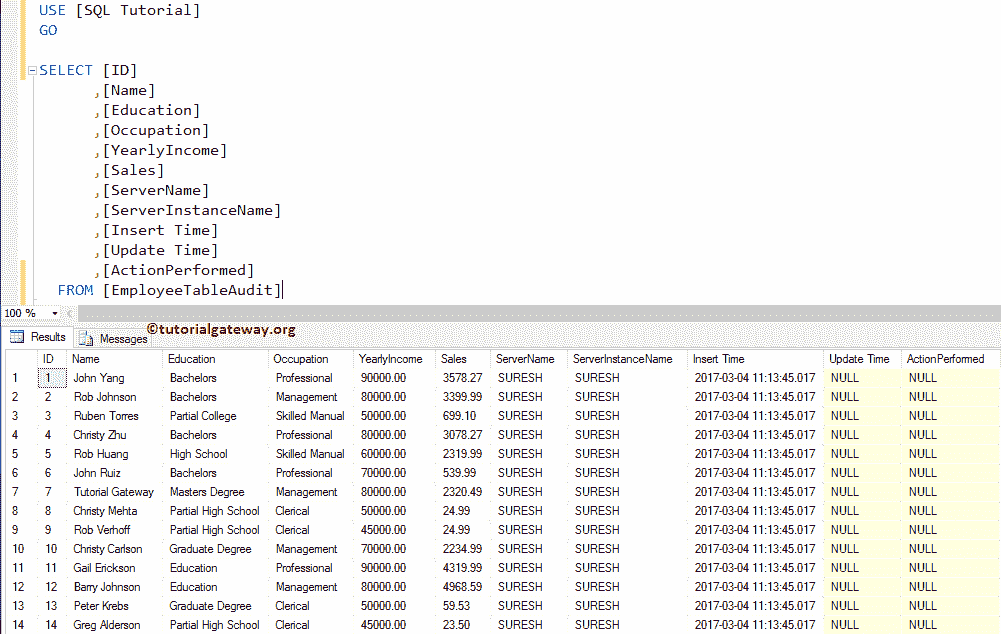 USE [SQL Tutorial]
GO
SELECT [ID]
,[Name]
,[Education]
,[Occupation]
,[YearlyIncome]
,[Sales]
,[ServerName]
,[ServerInstanceName]
,[Insert Time]
,[Update Time]
,[ActionPerformed]
FROM [EmployeeTableAudit]
100 %
©tutorialgateway.org
Results Messages
ID Name Education Occupation YearlyIncome Sales ServerName ServerInstanceName Insert Time Update Time ActionPerformed
1 1 John Yang Bachelors Professional 90000.00 3578.27 SURESH SURESH 2017-03-04 11:13:45.017 NULL NULL
2 2 Rob Johnson Bachelors Management 80000.00 3399.99 SURESH SURESH 2017-03-04 11:13:45.017 NULL NULL
3 3 Ruben Torres Partial College Skilled Manual 50000.00 699.10 SURESH SURESH 2017-03-04 11:13:45.017 NULL NULL
4 4 Christy Zhu Bachelors Professional 80000.00 3078.27 SURESH SURESH 2017-03-04 11:13:45.017 NULL NULL
5 5 Rob Huang High School Skilled Manual 60000.00 2319.99 SURESH SURESH 2017-03-04 11:13:45.017 NULL NULL
6 6 John Ruiz Bachelors Professional 70000.00 539.99 SURESH SURESH 2017-03-04 11:13:45.017 NULL NULL
7 7 Tutorial Gateway Masters Degree Management 80000.00 2320.49 SURESH SURESH 2017-03-04 11:13:45.017 NULL NULL
8 8 Christy Mehta Partial High School Clerical 50000.00 24.99 SURESH SURESH 2017-03-04 11:13:45.017 NULL NULL
9 9 Rob Verhoff Partial High School Clerical 45000.00 24.99 SURESH SURESH 2017-03-04 11:13:45.017 NULL NULL
10 10 Christy Carlson Graduate Degree Management 70000.00 2234.99 SURESH SURESH 2017-03-04 11:13:45.017 NULL NULL
11 11 Gail Erickson Education Professional 90000.00 4319.99 SURESH SURESH 2017-03-04 11:13:45.017 NULL NULL
12 12 Barry Johnson Education Management 80000.00 4968.59 SURESH SURESH 2017-03-04 11:13:45.017 NULL NULL
13 13 Peter Krebs Graduate Degree Clerical 50000.00 59.53 SURESH SURESH 2017-03-04 11:13:45.017 NULL NULL
14 14 Greg Alderson Partial High School Clerical 45000.00 23.50 SURESH SURESH 2017-03-04 11:13:45.017 NULL NULL